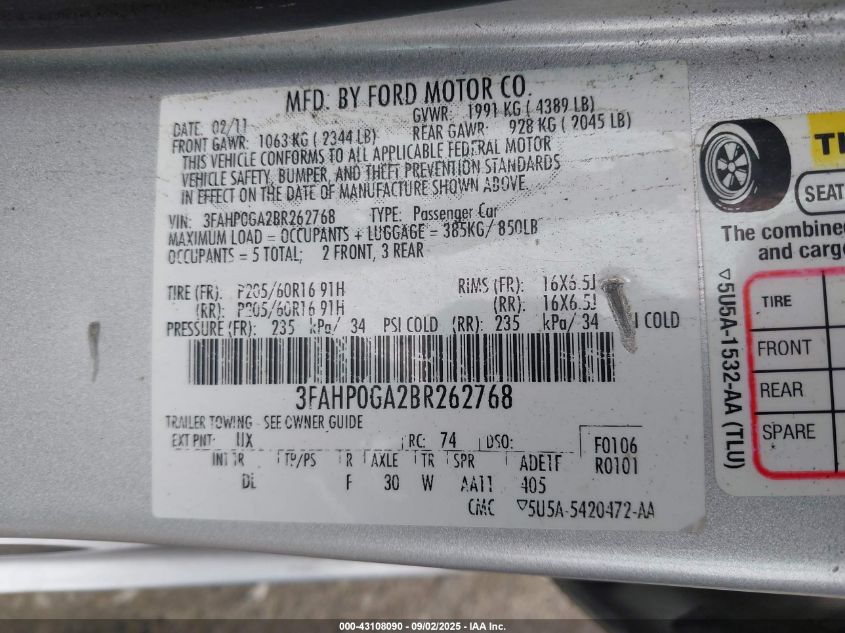 MFD. BY FORD MOTOR CO.
DATE: 02/11 GVWR: 1991 KG ( 4389 LB)
FRONT GAWR: 1063 KG ( 2344 LB) REAR GAWR: 928 KG ( 2045 LB)
THIS VEHICLE CONFORMS TO ALL APPLICABLE FEDERAL MOTOR
VEHICLE SAFETY, BUMPER, AND THEFT PREVENTION STANDARDS
IN EFFECT ON THE DATE OF MANUFACTURE SHOWN ABOVE.
VIN: 3FAHP0GA2BR262768 TYPE: Passenger Car
MAXIMUM LOAD = OCCUPANTS + LUGGAGE = 385KG/ 850LB
OCCUPANTS = 5 TOTAL; 2 FRONT, 3 REAR
TIRE (FR): P205/60R16 91H RIMS (FR): 16X6.5J
(RR): P205/60R16 91H (RR): 16X6.5J
PRESSURE (FR): 235 kPa/ 34 PSI COLD (RR): 235 kPa/ 34 I COLD
3FAHP0GA2BR262768
TRAILER TOWING - SEE OWNER GUIDE
EXT PNT: UX RC: 74 DSO: F0106
INT TR TP/PS R AXLE TR SPR ADETF R0101
F 30 W AA11 405
CMC ▽5U5A-5420472-AA
SEAT
The combined
and cargo
TIRE
FRONT
REAR
SPARE
▽5U5A-1532-AA (TLU)
000-43108090 - 09/02/2025 - IAA Inc.